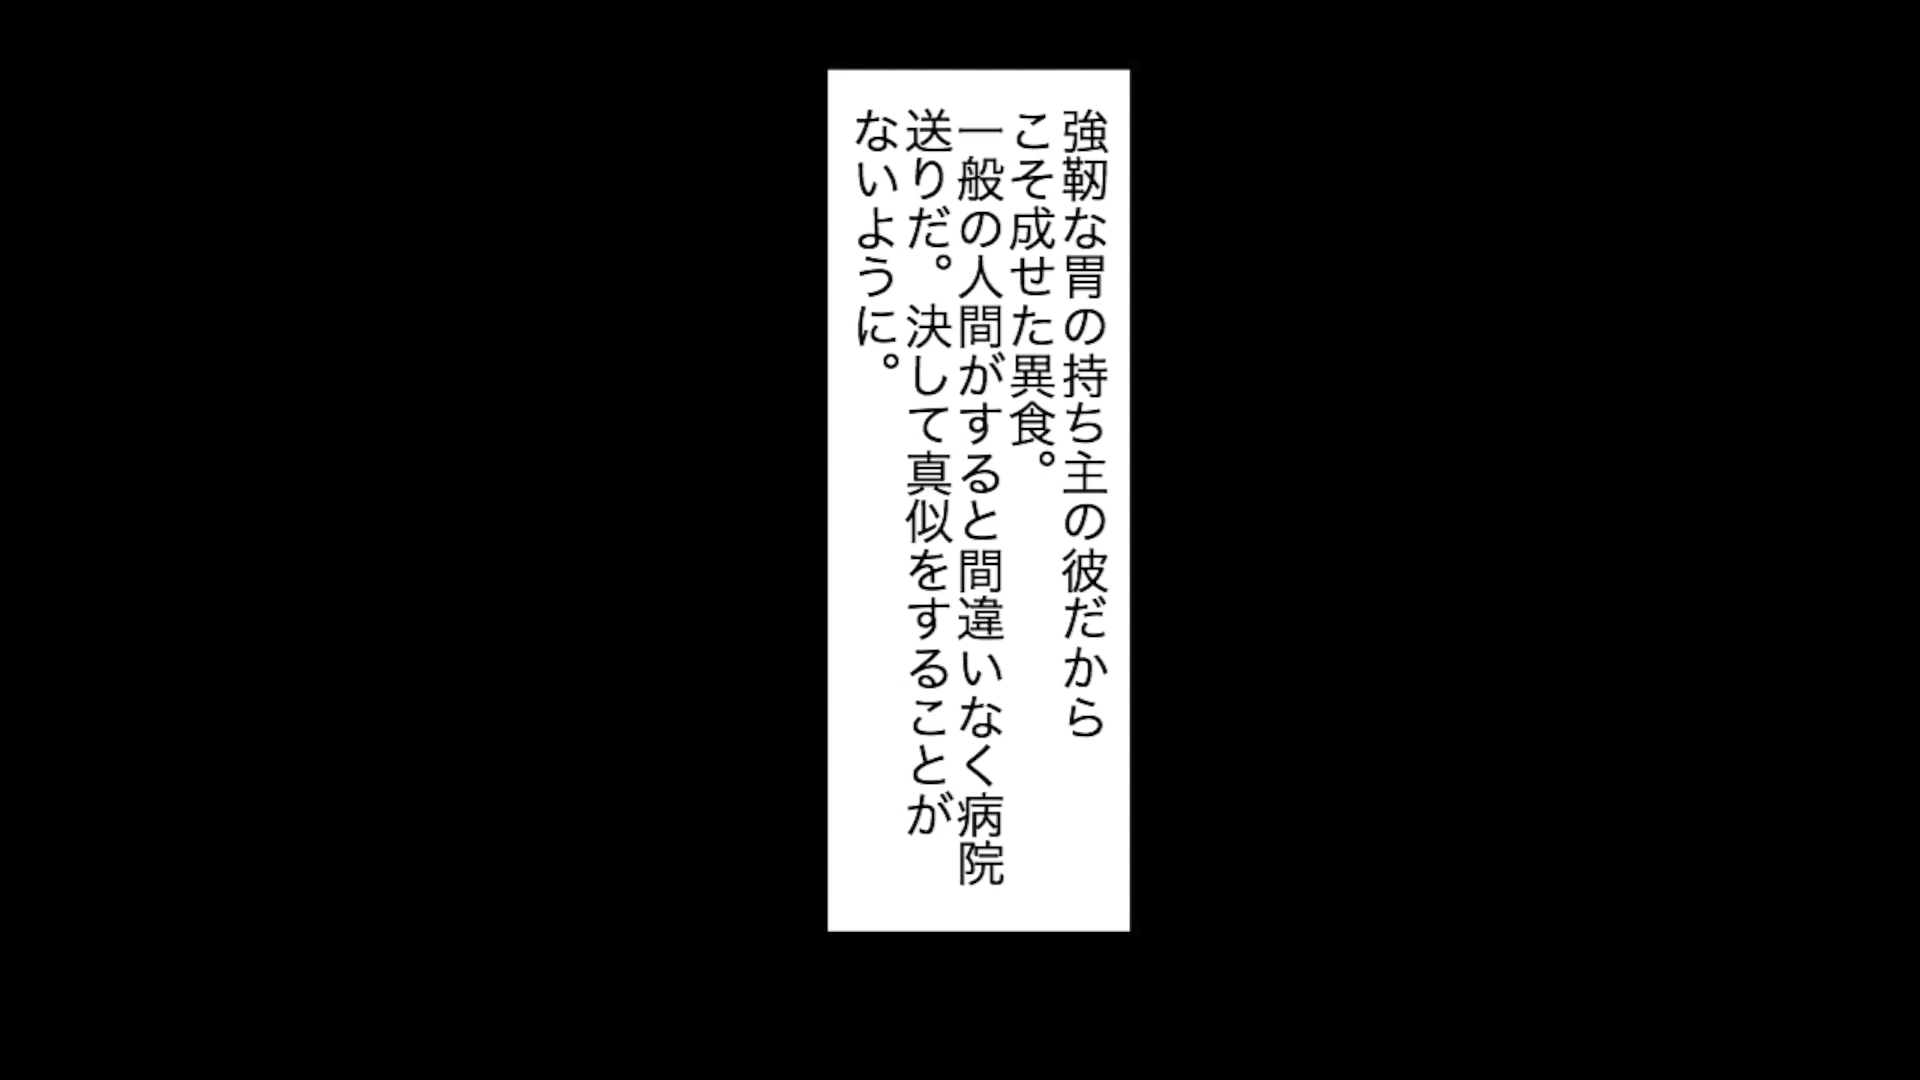 強靭な胃の持ち主の彼だから
こそ成せた異食。
一般の人間がすると間違いなく病院
送りだ。決して真似をすることが
ないように。